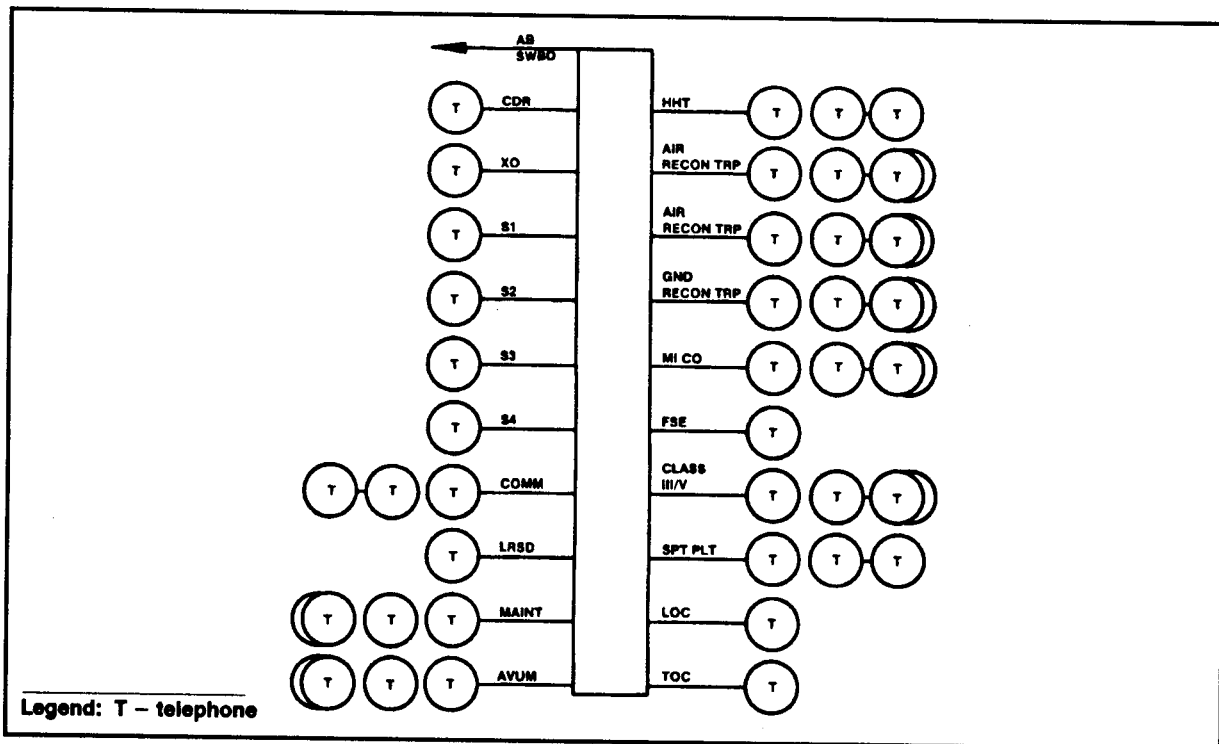 AB
SWBD
T CDR
HHT T T T
T XO
AIR
RECON TRP T T T
T S1
AIR
RECON TRP T T T
T S2
GND
RECON TRP T T T
T S3
MI CO T T T
T S4
FSE T
T T T COMM
CLASS
III/V T T T
T LRSD
SPT PLT T T T
T T T MAINT
LOC T
T T T AVUM
TOC T
Legend: T – telephone